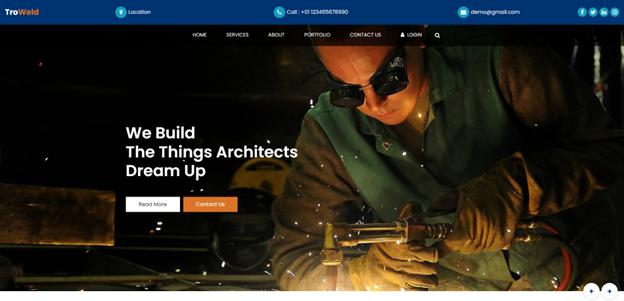 TroWeld
Location
Call : +01 123455678990
demo@gmail.com
HOME
SERVICES
ABOUT
PORTFOLIO
CONTACT US
LOGIN
We Build
The Things Architects
Dream Up
Read More
Contact Us